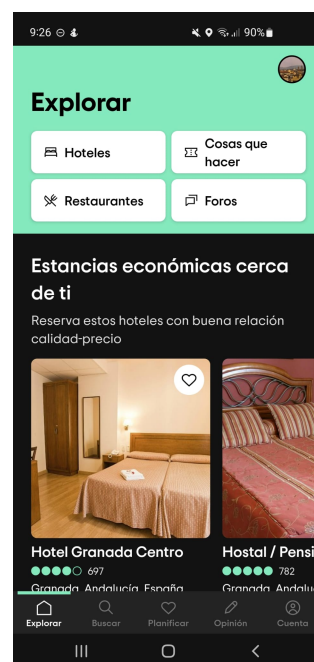 9:26
90%
Explorar
Hoteles
Cosas que
hacer
Restaurantes
Foros
Estancias económicas cerca
de ti
Reserva estos hoteles con buena relación
calidad-precio
Hotel Granada Centro
697
Granada, Andalucía, España
Hostal / Pensi
782
Granada, Andalu
Explorar
Buscar
Planificar
Opinión
Cuenta